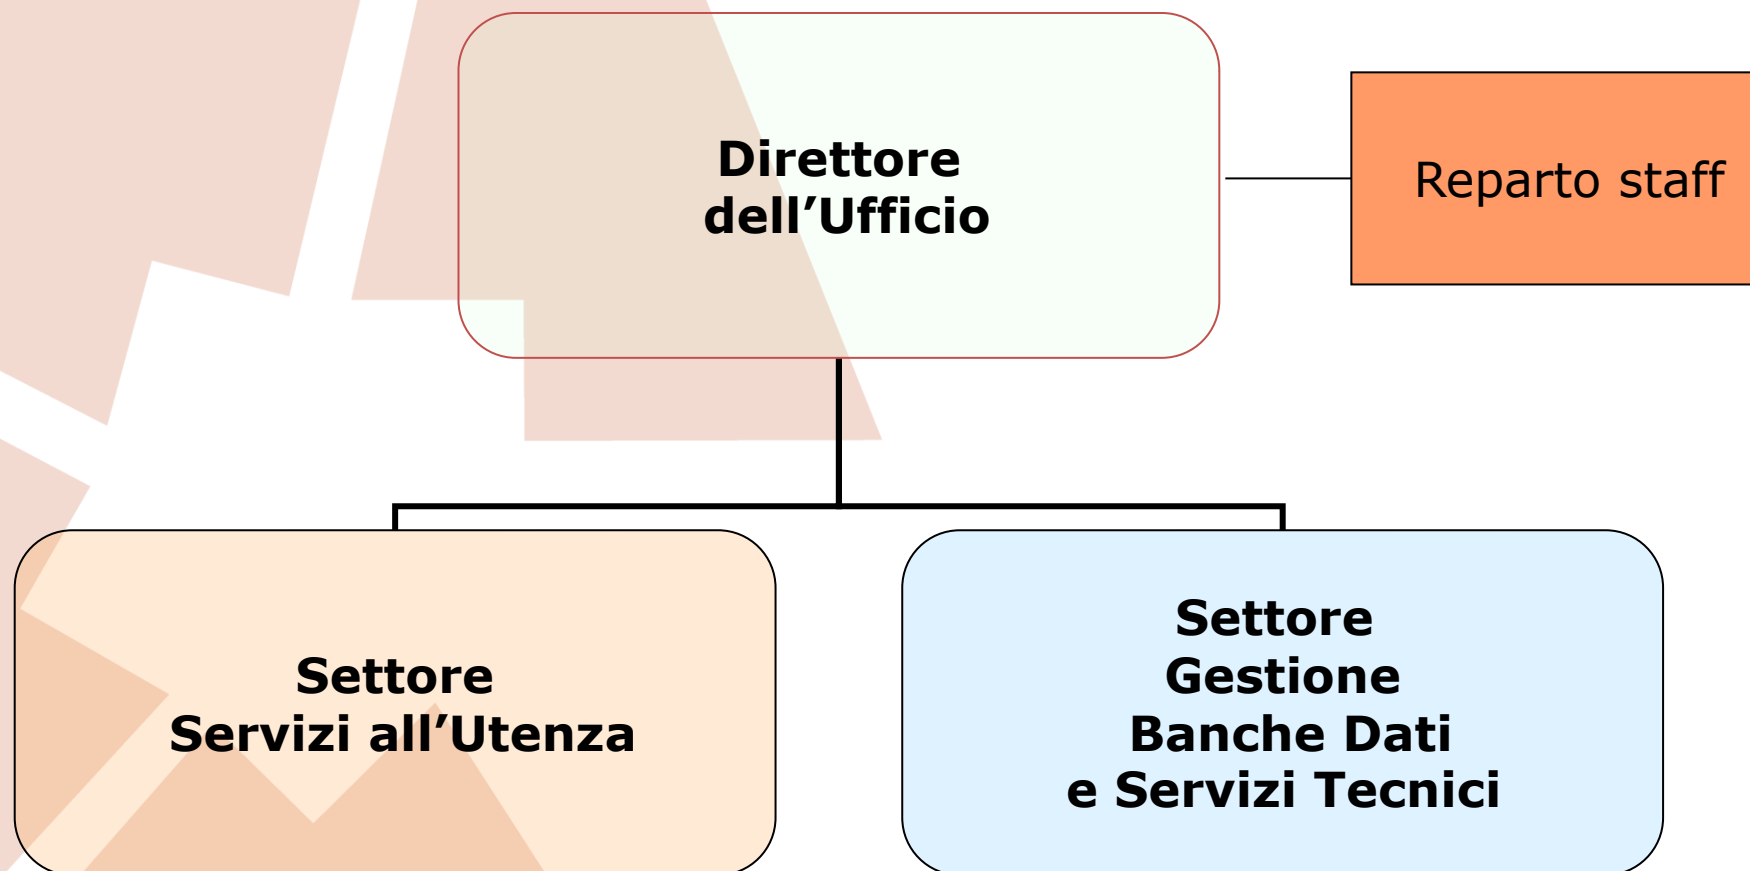 Direttore
dell’Ufficio
Reparto staff
Settore
Servizi all’Utenza
Settore
Gestione
Banche Dati
e Servizi Tecnici